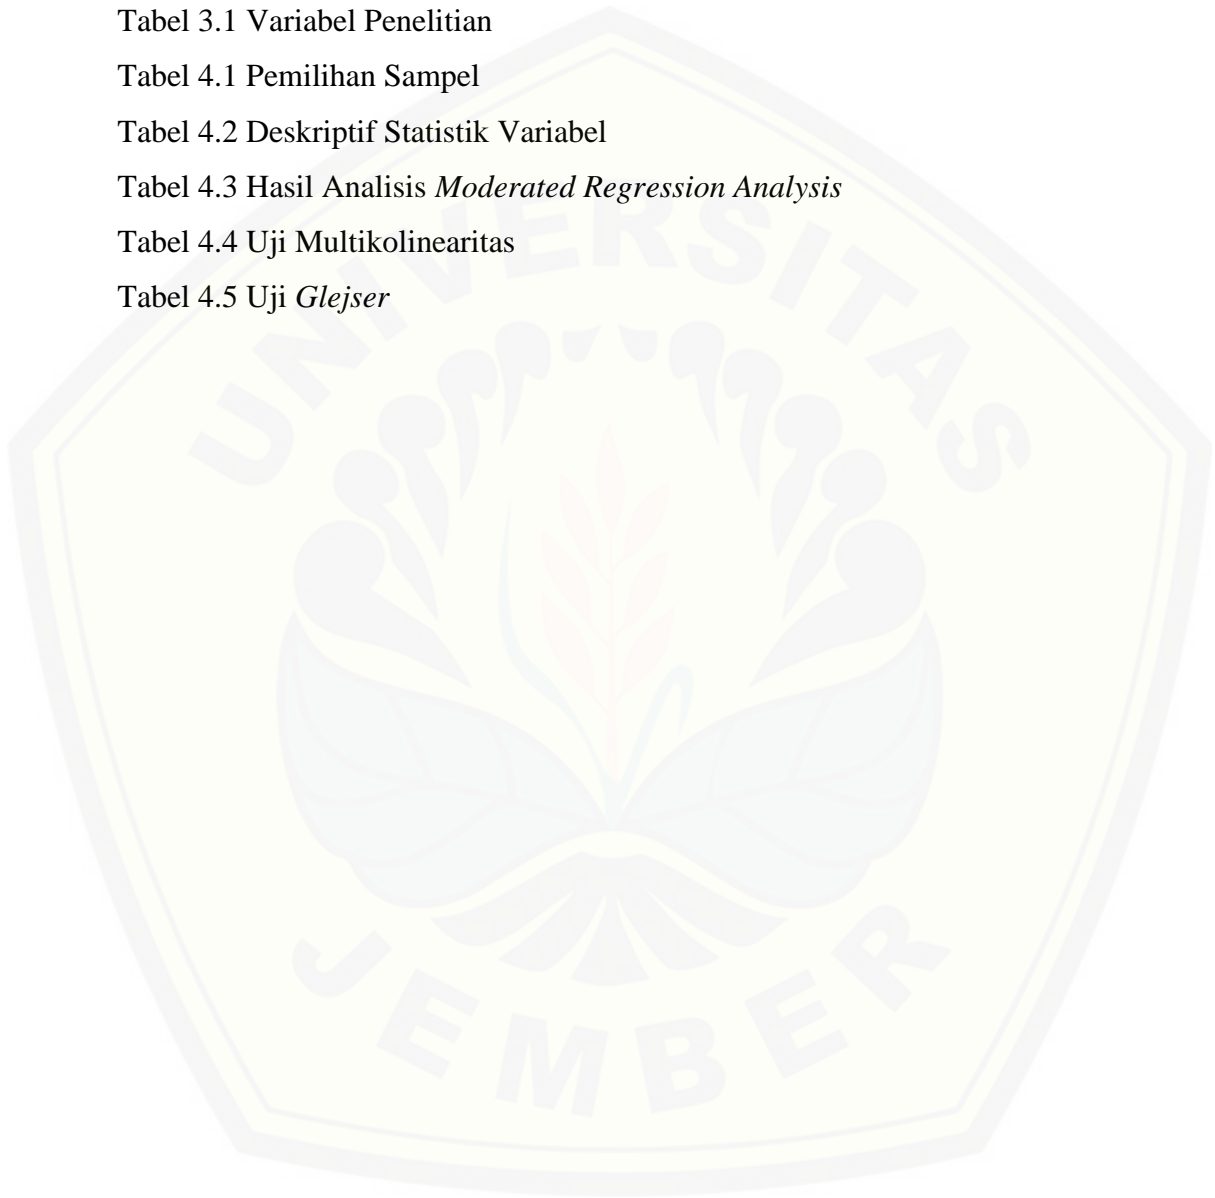 Tabel 3.1 Variabel Penelitian
Tabel 4.1 Pemilihan Sampel
Tabel 4.2 Deskriptif Statistik Variabel
Tabel 4.3 Hasil Analisis Moderated Regression Analysis
Tabel 4.4 Uji Multikolinearitas
Tabel 4.5 Uji Glejser
UNIVERSITAS
JEMBER